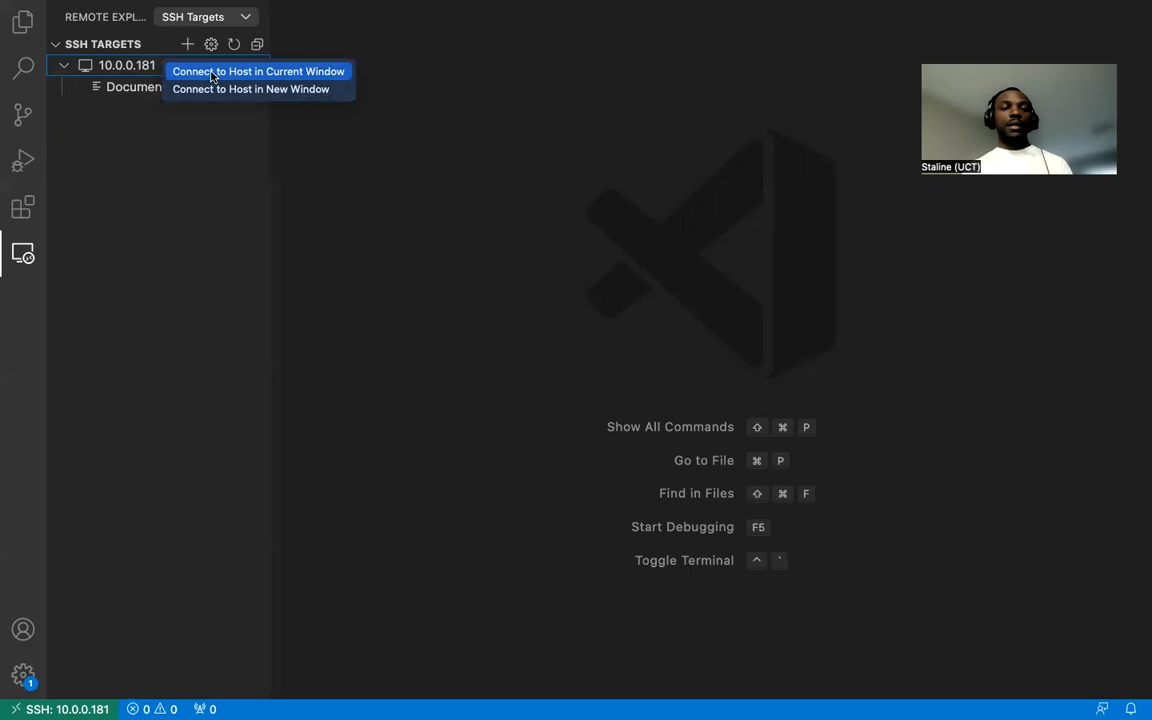 REMOTE EXPL... SSH Targets
SSH TARGETS
10.0.0.181
Connect to Host in Current Window
Documen
Connect to Host in New Window
Staline (UCT)
Show All Commands ⇧ ⌘ P
Go to File ⌘ P
Find in Files ⇧ ⌘ F
Start Debugging F5
Toggle Terminal ^ `
1
SSH: 10.0.0.181 0 0 0